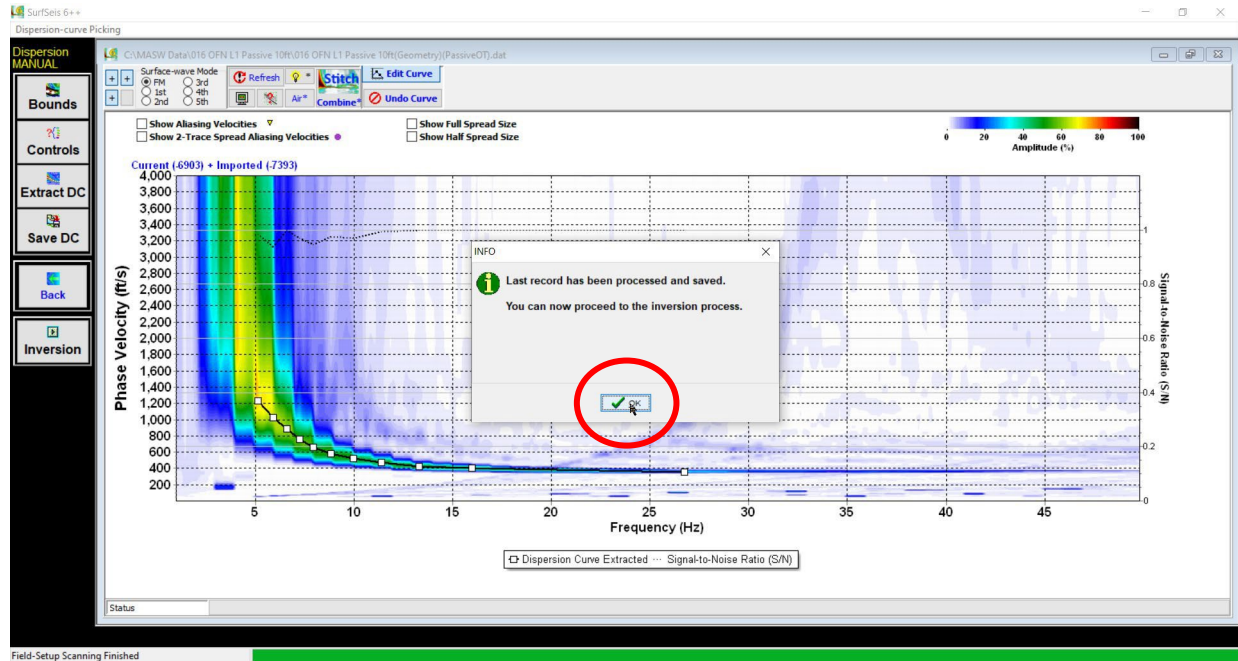 SurfSeis 6++
Dispersion-curve Picking
Dispersion
MANUAL
Bounds
Controls
Extract DC
Save DC
Back
Inversion
C:\MASW Data\016 OFN L1 Passive 10ft\016 OFN L1 Passive 10ft(Geometry)(PassiveOT).dat
Surface-wave Mode
FM 3rd
1st 4th
2nd 5th
Refresh
Air*
Stitch
Combine*
Edit Curve
Undo Curve
Show Aliasing Velocities
Show 2-Trace Spread Aliasing Velocities
Show Full Spread Size
Show Half Spread Size
0 20 40 60 80 100
Amplitude (%)
Current (-6903) + Imported (-7393)
4,000
3,800
3,600
3,400
3,200
3,000
2,800
2,600
2,400
2,200
2,000
1,800
1,600
1,400
1,200
1,000
800
600
400
200
Phase Velocity (ft/s)
INFO
Last record has been processed and saved.
You can now proceed to the inversion process.
OK
1
0.8
0.6
0.4
0.2
0
Signal-to-Noise Ratio (S/N)
5 10 15 20 25 30 35 40 45
Frequency (Hz)
Dispersion Curve Extracted ··· Signal-to-Noise Ratio (S/N)
Status
Field-Setup Scanning Finished